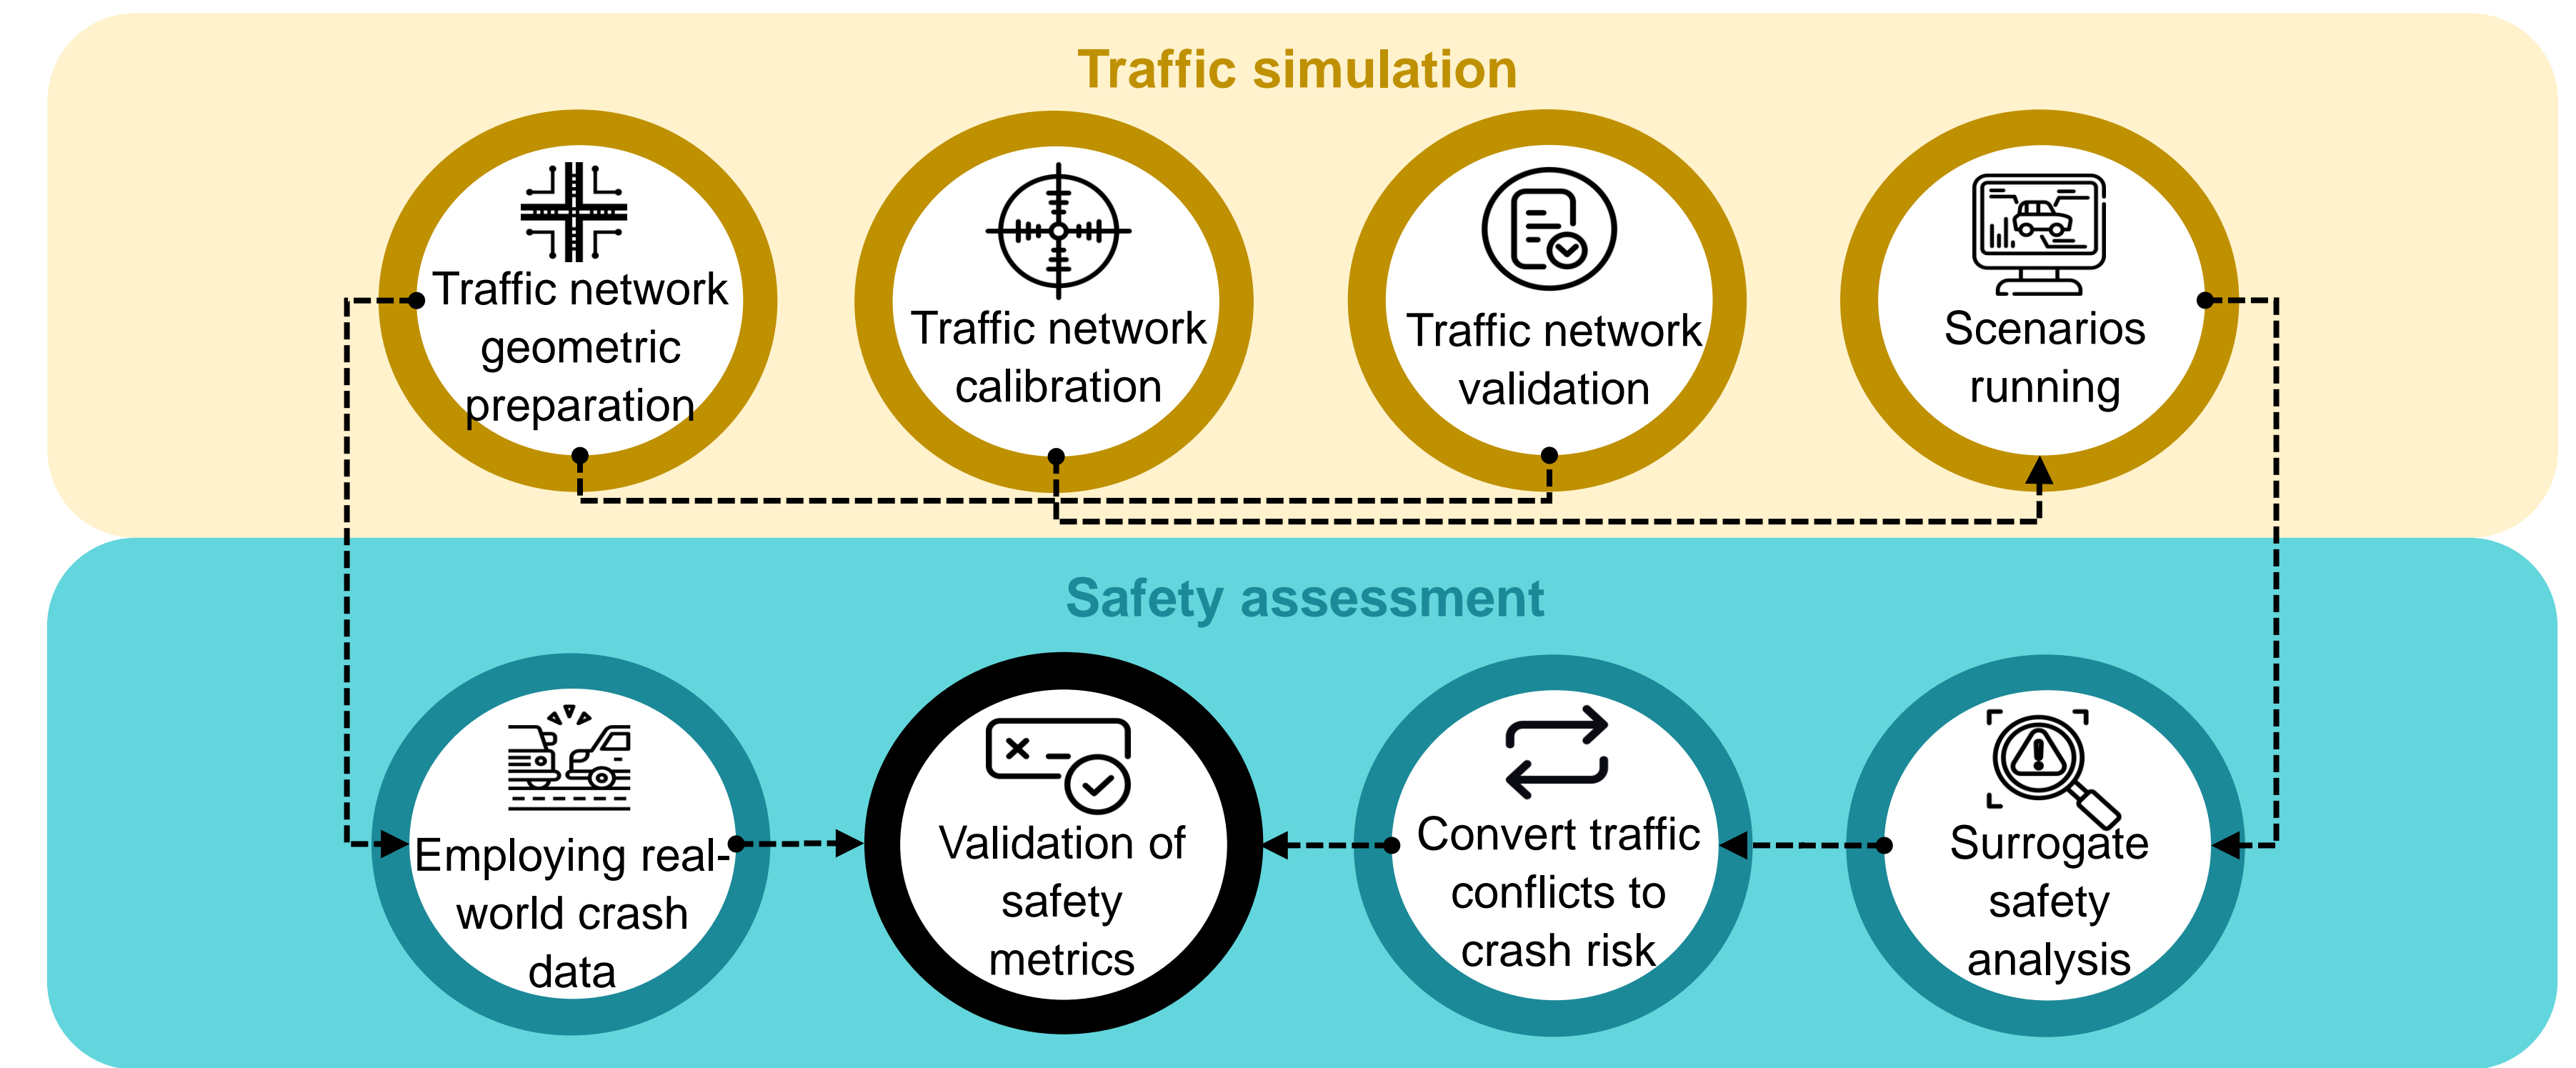 Traffic simulation
Traffic network
geometric
preparation
Traffic network
calibration
Traffic network
validation
Scenarios
running
Safety assessment
Employing real-
world crash
data
Validation of
safety
metrics
Convert traffic
conflicts to
crash risk
Surrogate
safety
analysis